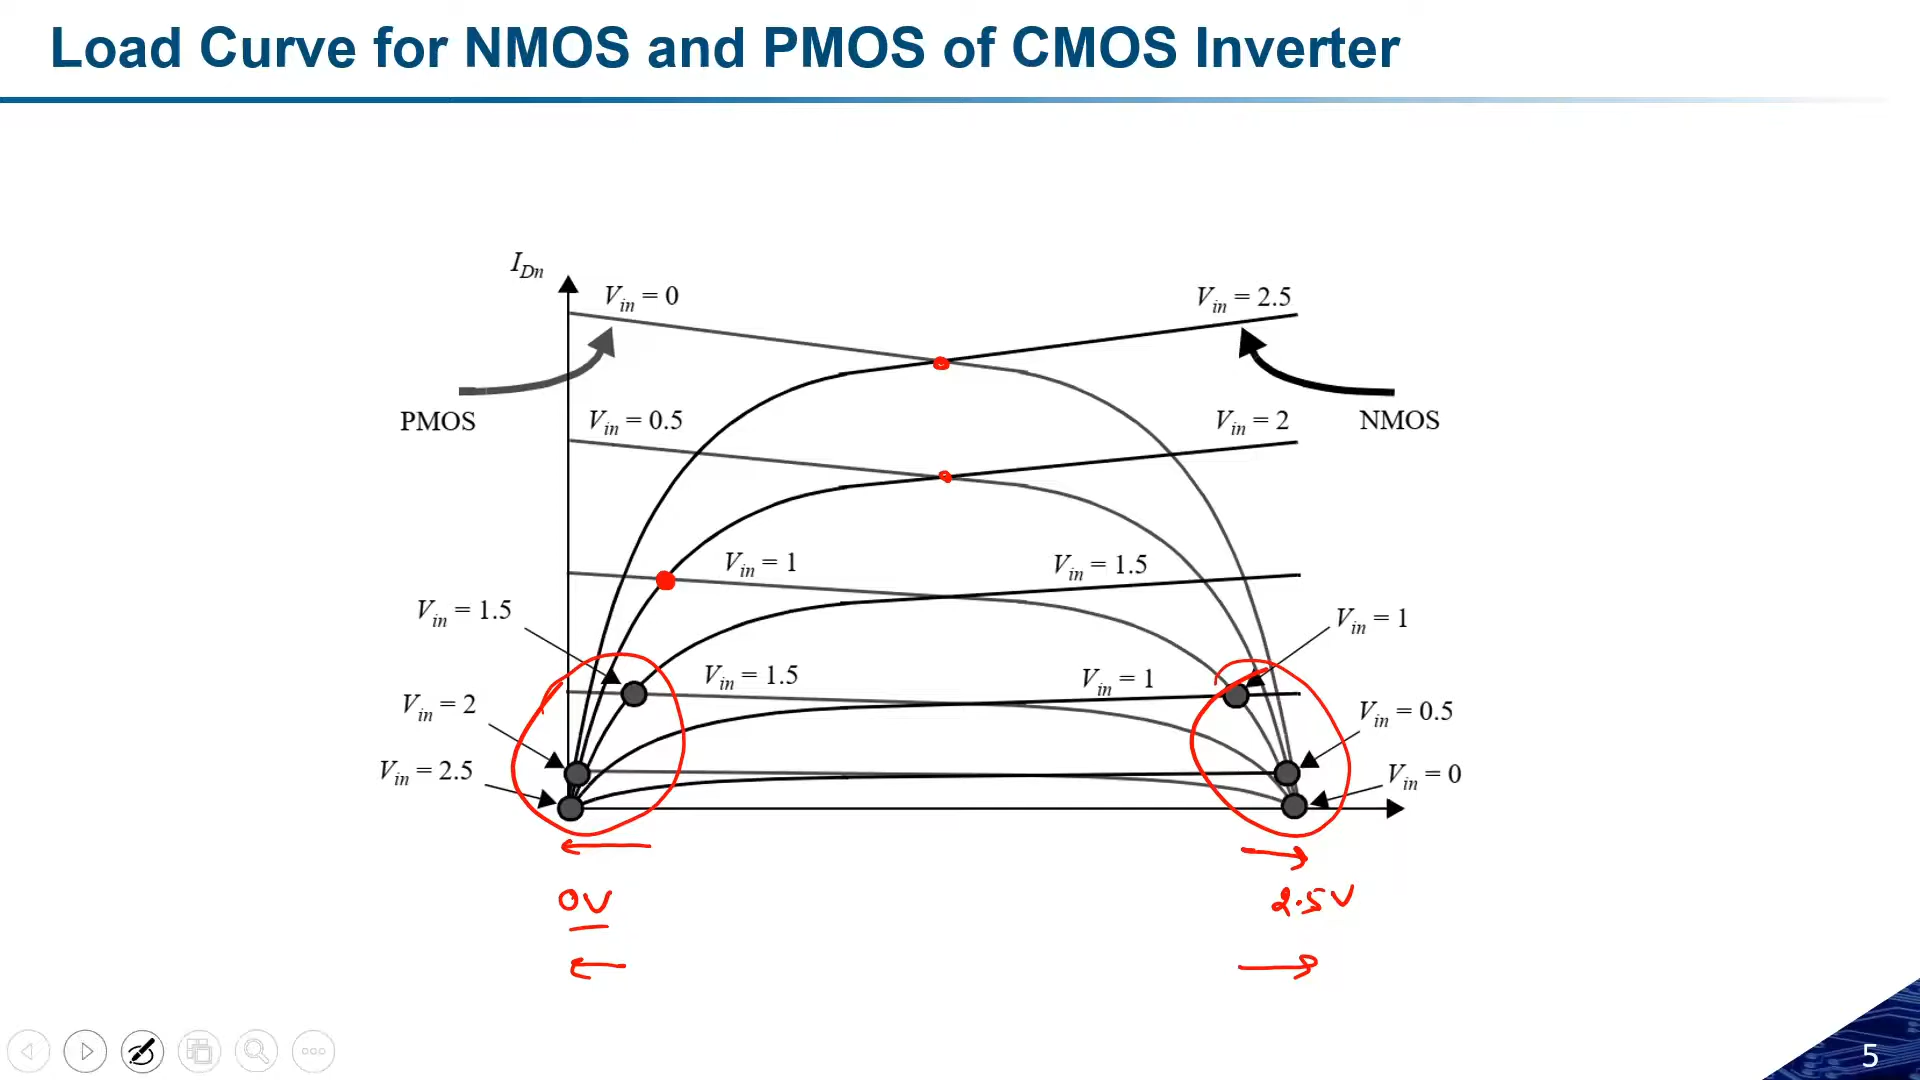 Load Curve for NMOS and PMOS of CMOS Inverter
I_Dn
V_in = 0
V_in = 2.5
PMOS
V_in = 0.5
V_in = 2
NMOS
V_in = 1
V_in = 1.5
V_in = 1.5
V_in = 1
V_in = 1.5
V_in = 1
V_in = 2
V_in = 0.5
V_in = 2.5
V_in = 0
0V
2.5V
5